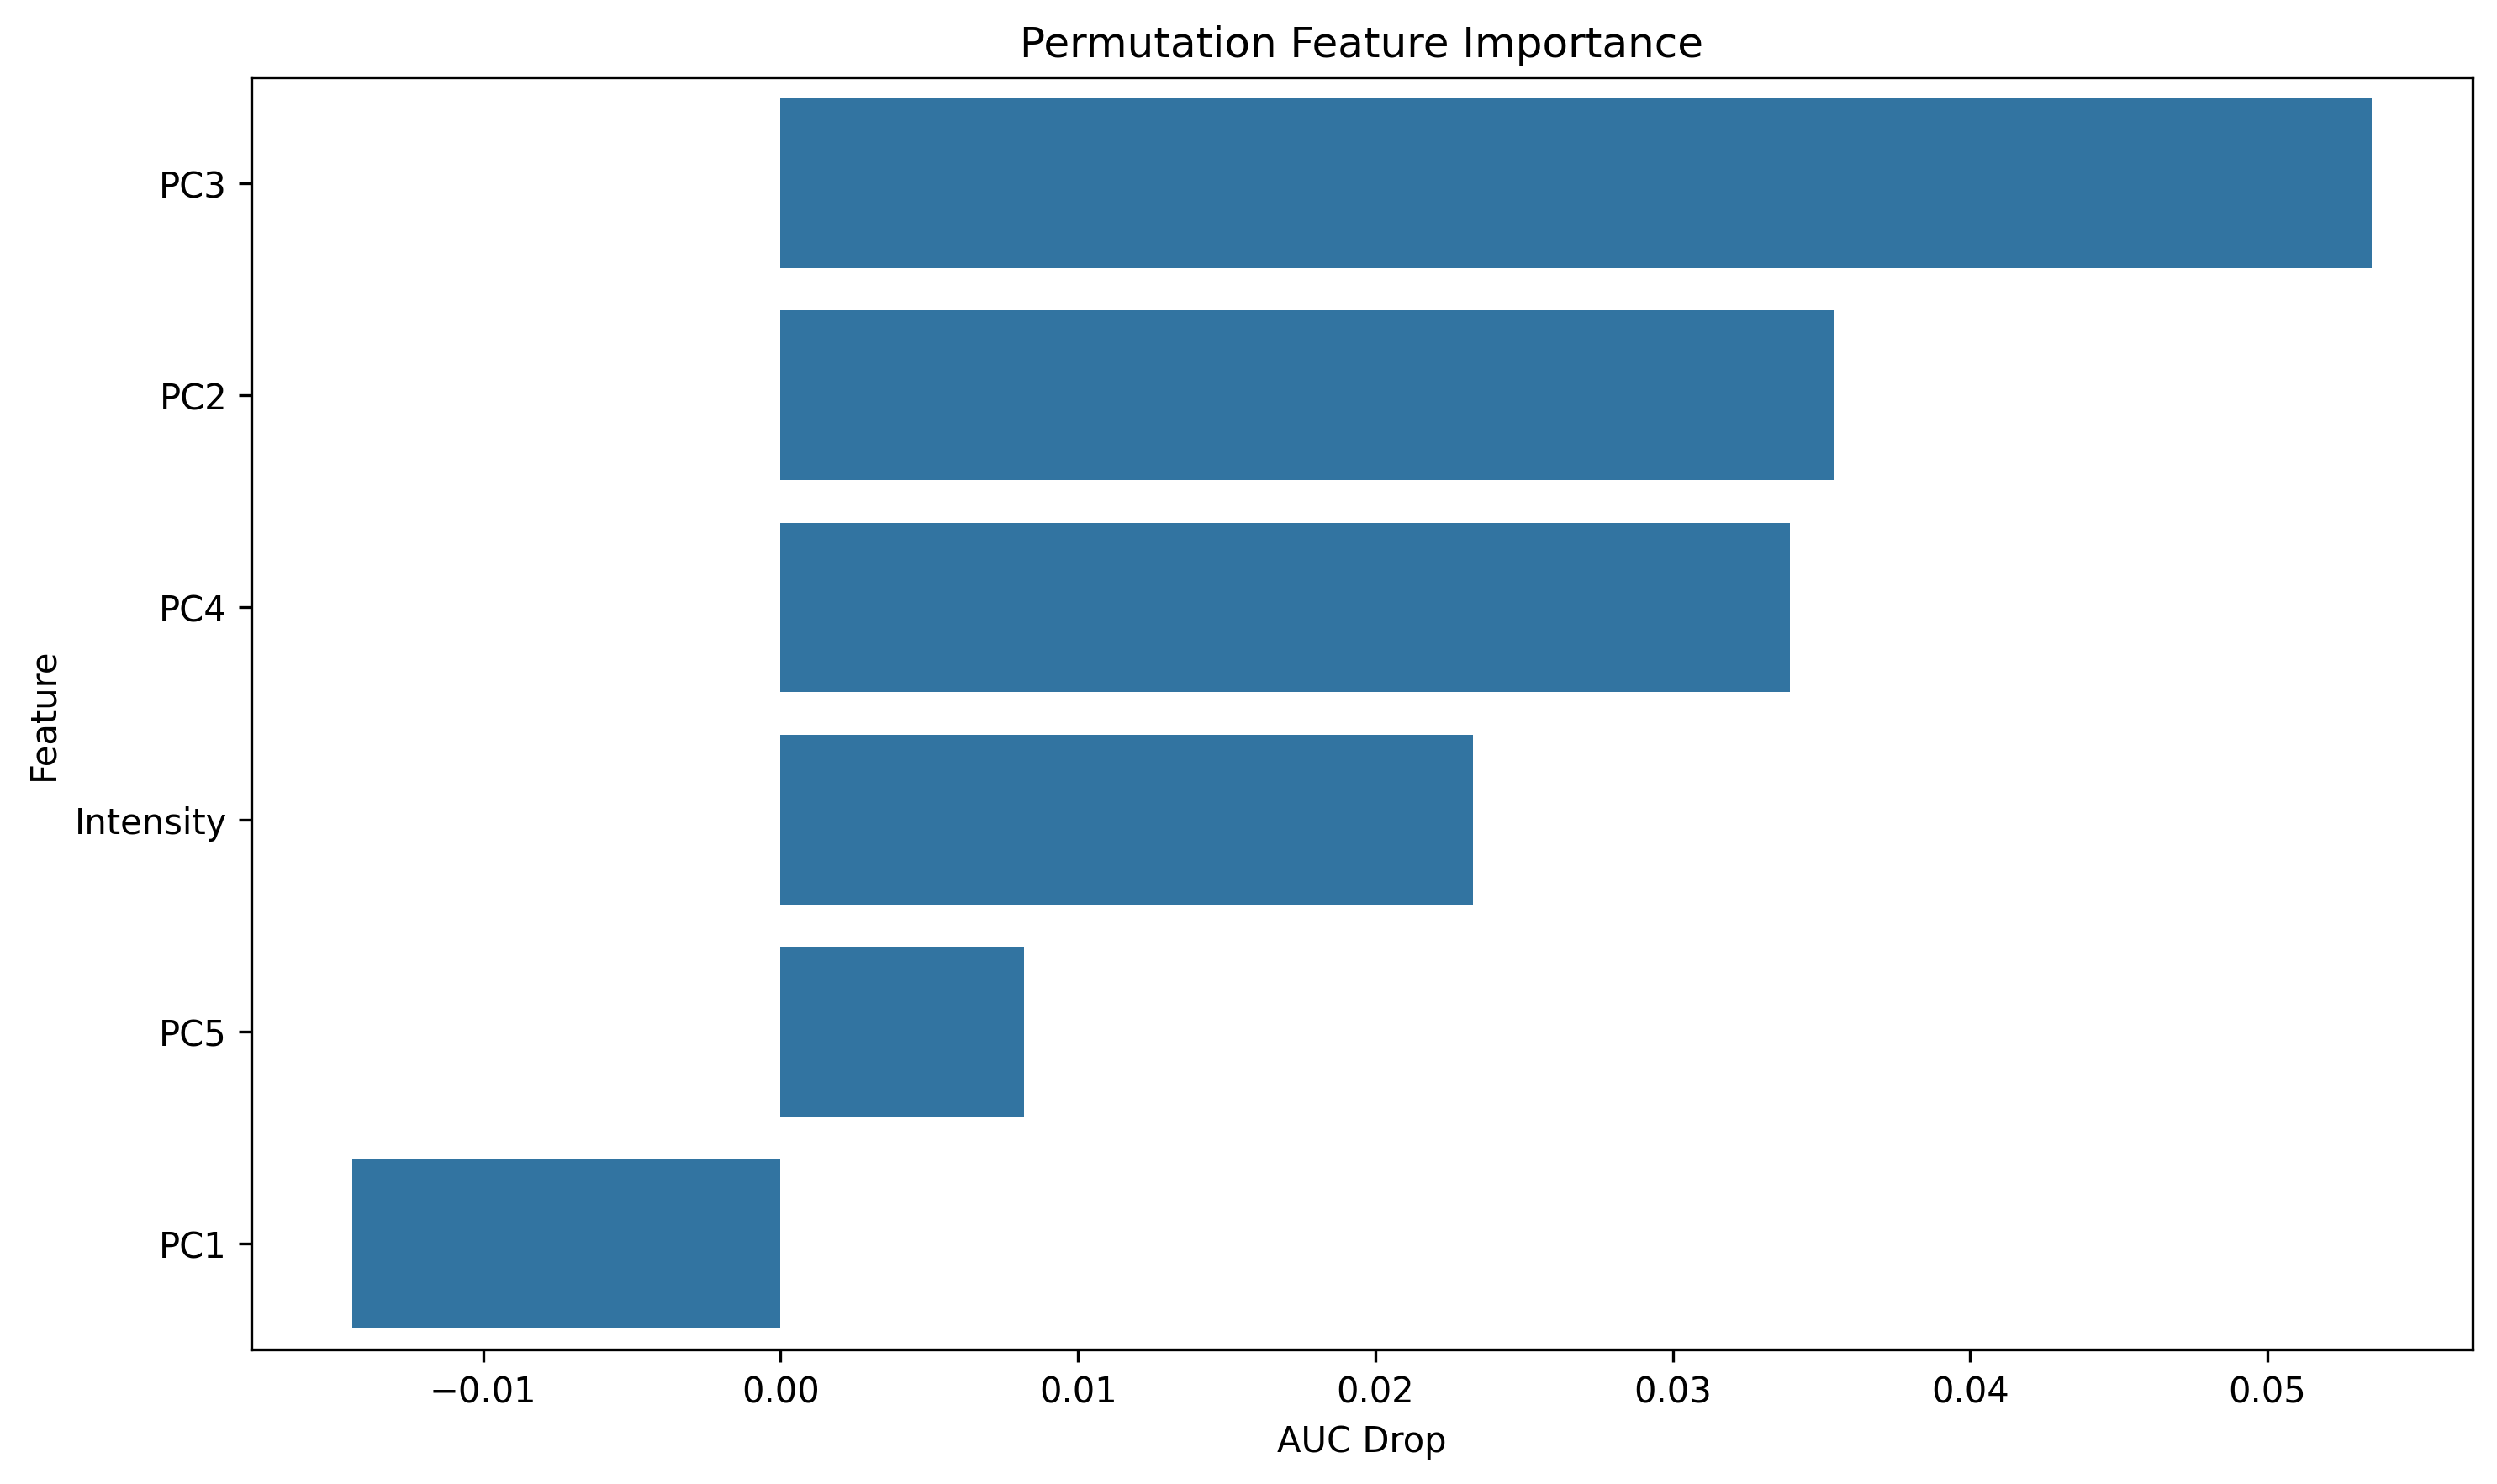 Permutation Feature Importance
PC3
PC2
PC4
Intensity
PC5
PC1
Feature
−0.01 0.00 0.01 0.02 0.03 0.04 0.05
AUC Drop